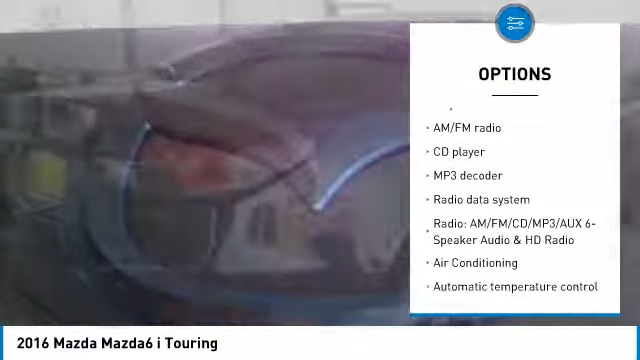 OPTIONS
AM/FM radio
CD player
MP3 decoder
Radio data system
Radio: AM/FM/CD/MP3/AUX 6-
Speaker Audio & HD Radio
Air Conditioning
Automatic temperature control
2016 Mazda Mazda6 i Touring